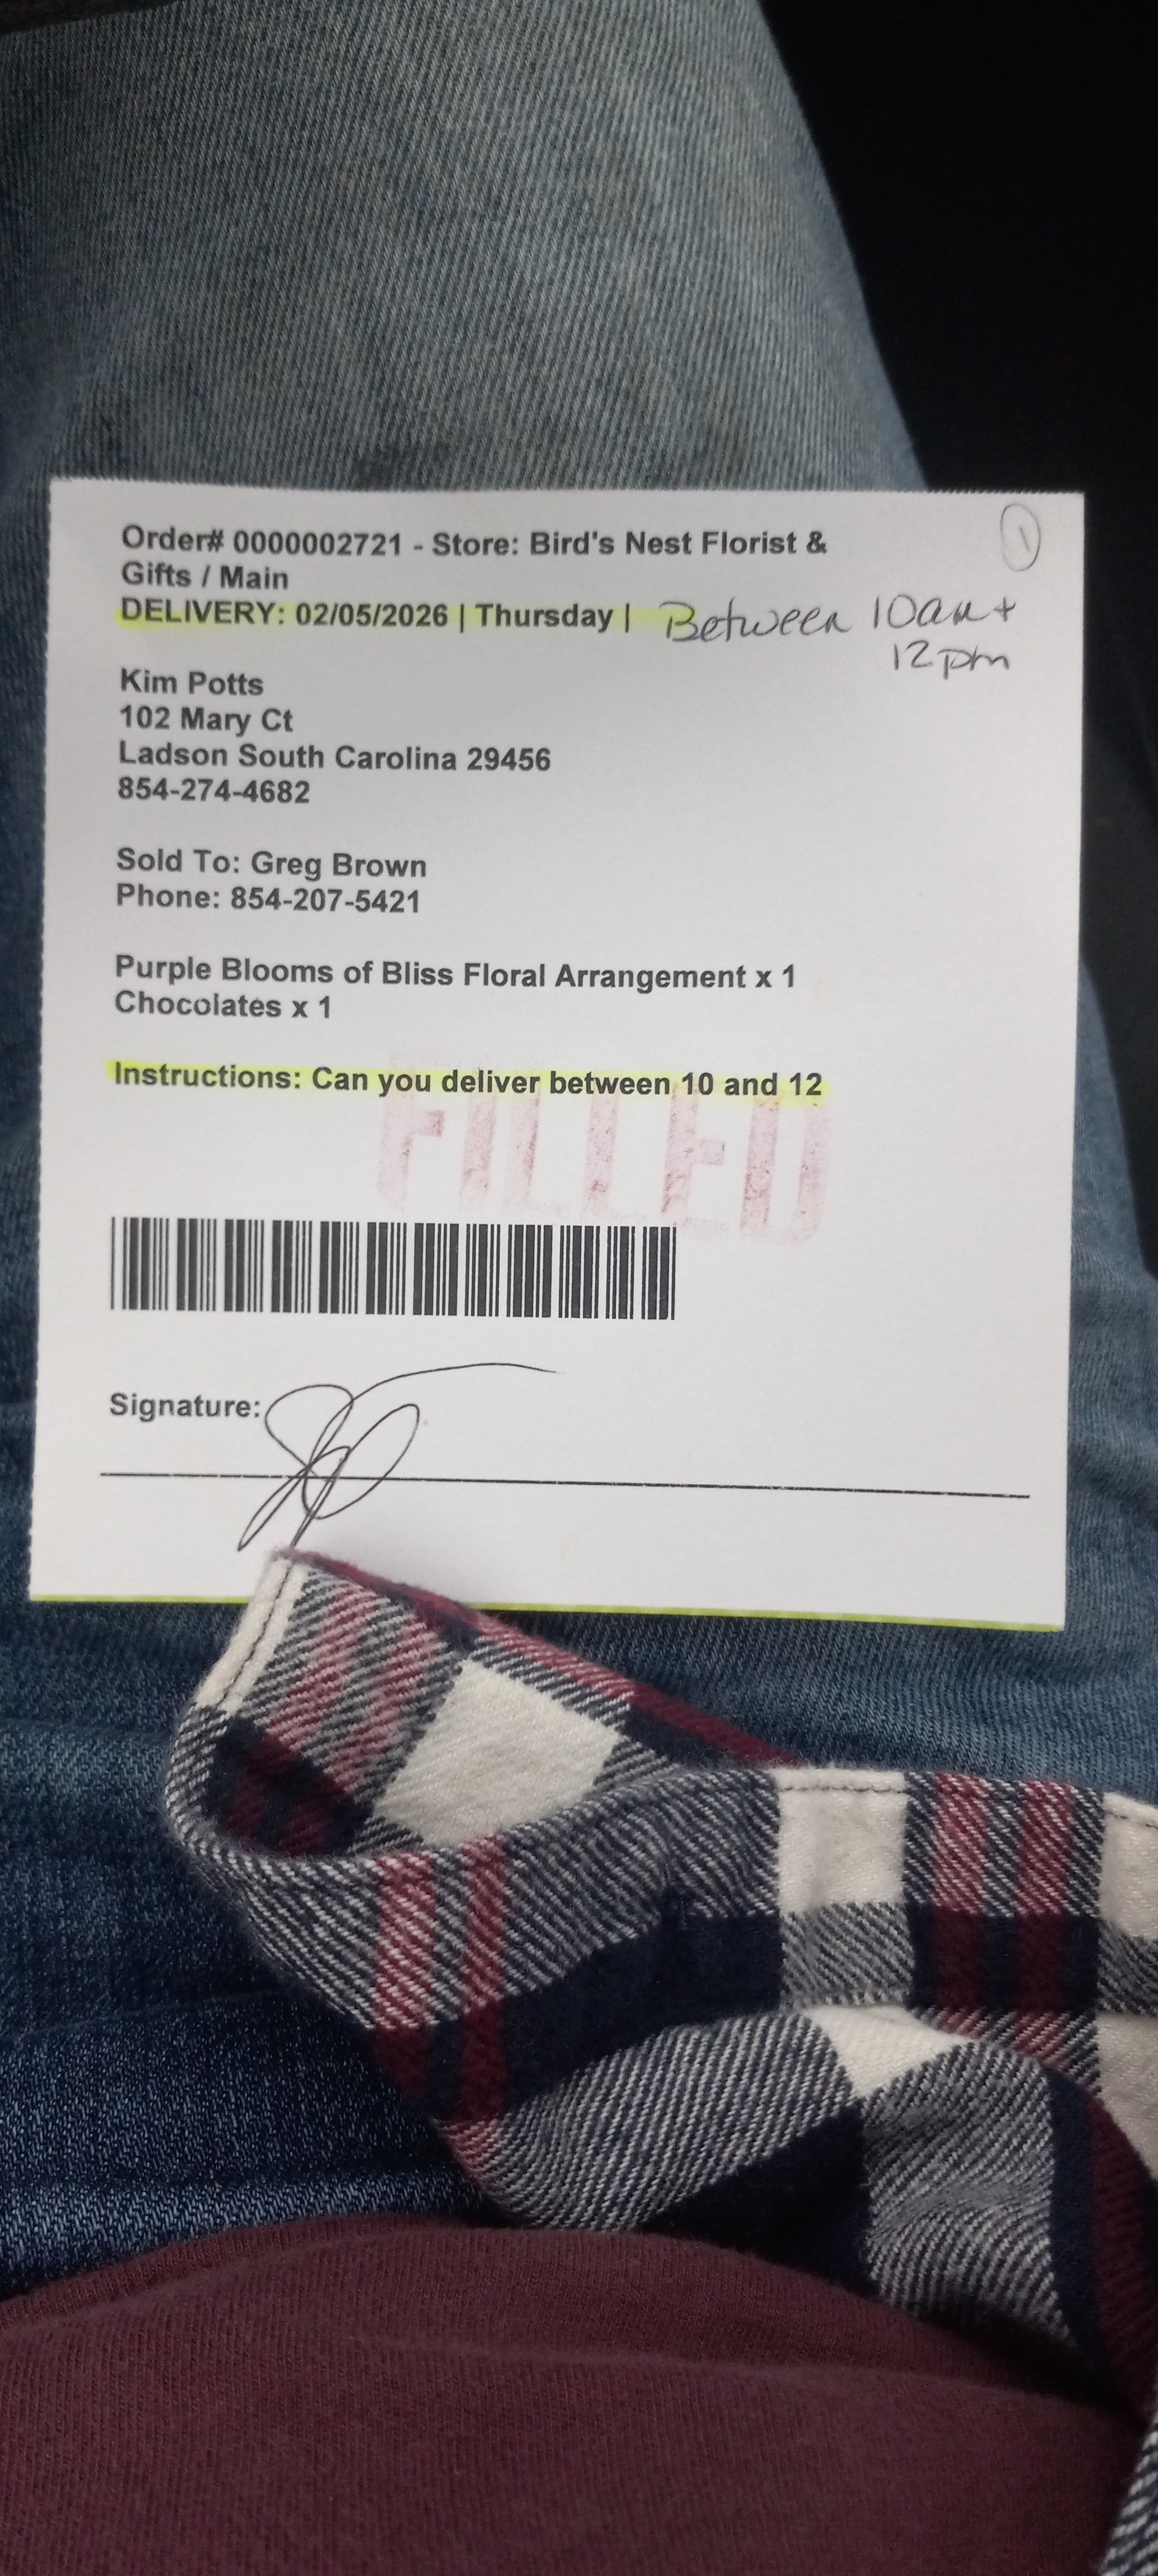 1
Order# 0000002721 - Store: Bird's Nest Florist &
Gifts / Main
DELIVERY: 02/05/2026 | Thursday | Between 10am +
12pm
Kim Potts
102 Mary Ct
Ladson South Carolina 29456
854-274-4682
Sold To: Greg Brown
Phone: 854-207-5421
Purple Blooms of Bliss Floral Arrangement x 1
Chocolates x 1
Instructions: Can you deliver between 10 and 12
FILLED
Signature: